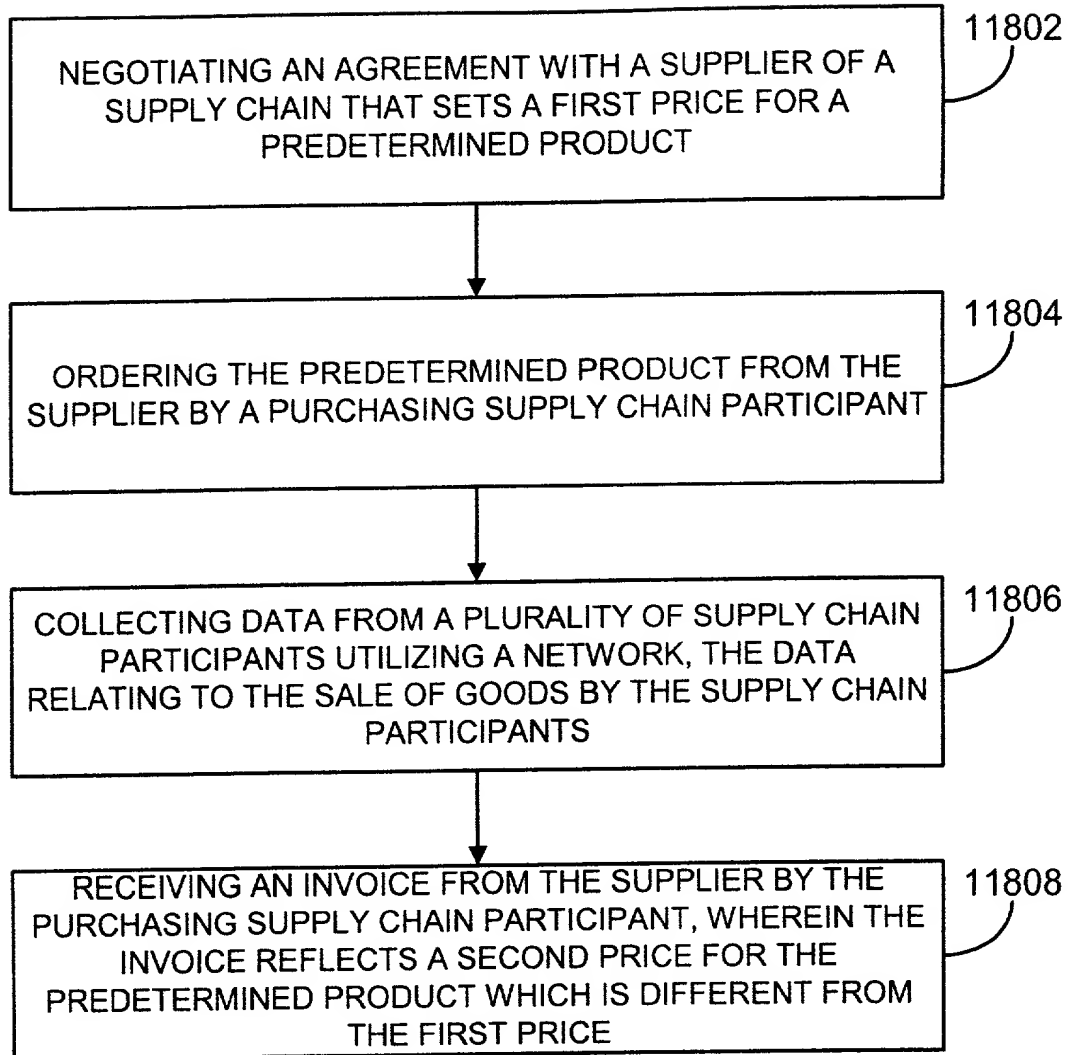 11802
NEGOTIATING AN AGREEMENT WITH A SUPPLIER OF A
SUPPLY CHAIN THAT SETS A FIRST PRICE FOR A
PREDETERMINED PRODUCT
11804
ORDERING THE PREDETERMINED PRODUCT FROM THE
SUPPLIER BY A PURCHASING SUPPLY CHAIN PARTICIPANT
11806
COLLECTING DATA FROM A PLURALITY OF SUPPLY CHAIN
PARTICIPANTS UTILIZING A NETWORK, THE DATA
RELATING TO THE SALE OF GOODS BY THE SUPPLY CHAIN
PARTICIPANTS
11808
RECEIVING AN INVOICE FROM THE SUPPLIER BY THE
PURCHASING SUPPLY CHAIN PARTICIPANT, WHEREIN THE
INVOICE REFLECTS A SECOND PRICE FOR THE
PREDETERMINED PRODUCT WHICH IS DIFFERENT FROM
THE FIRST PRICE